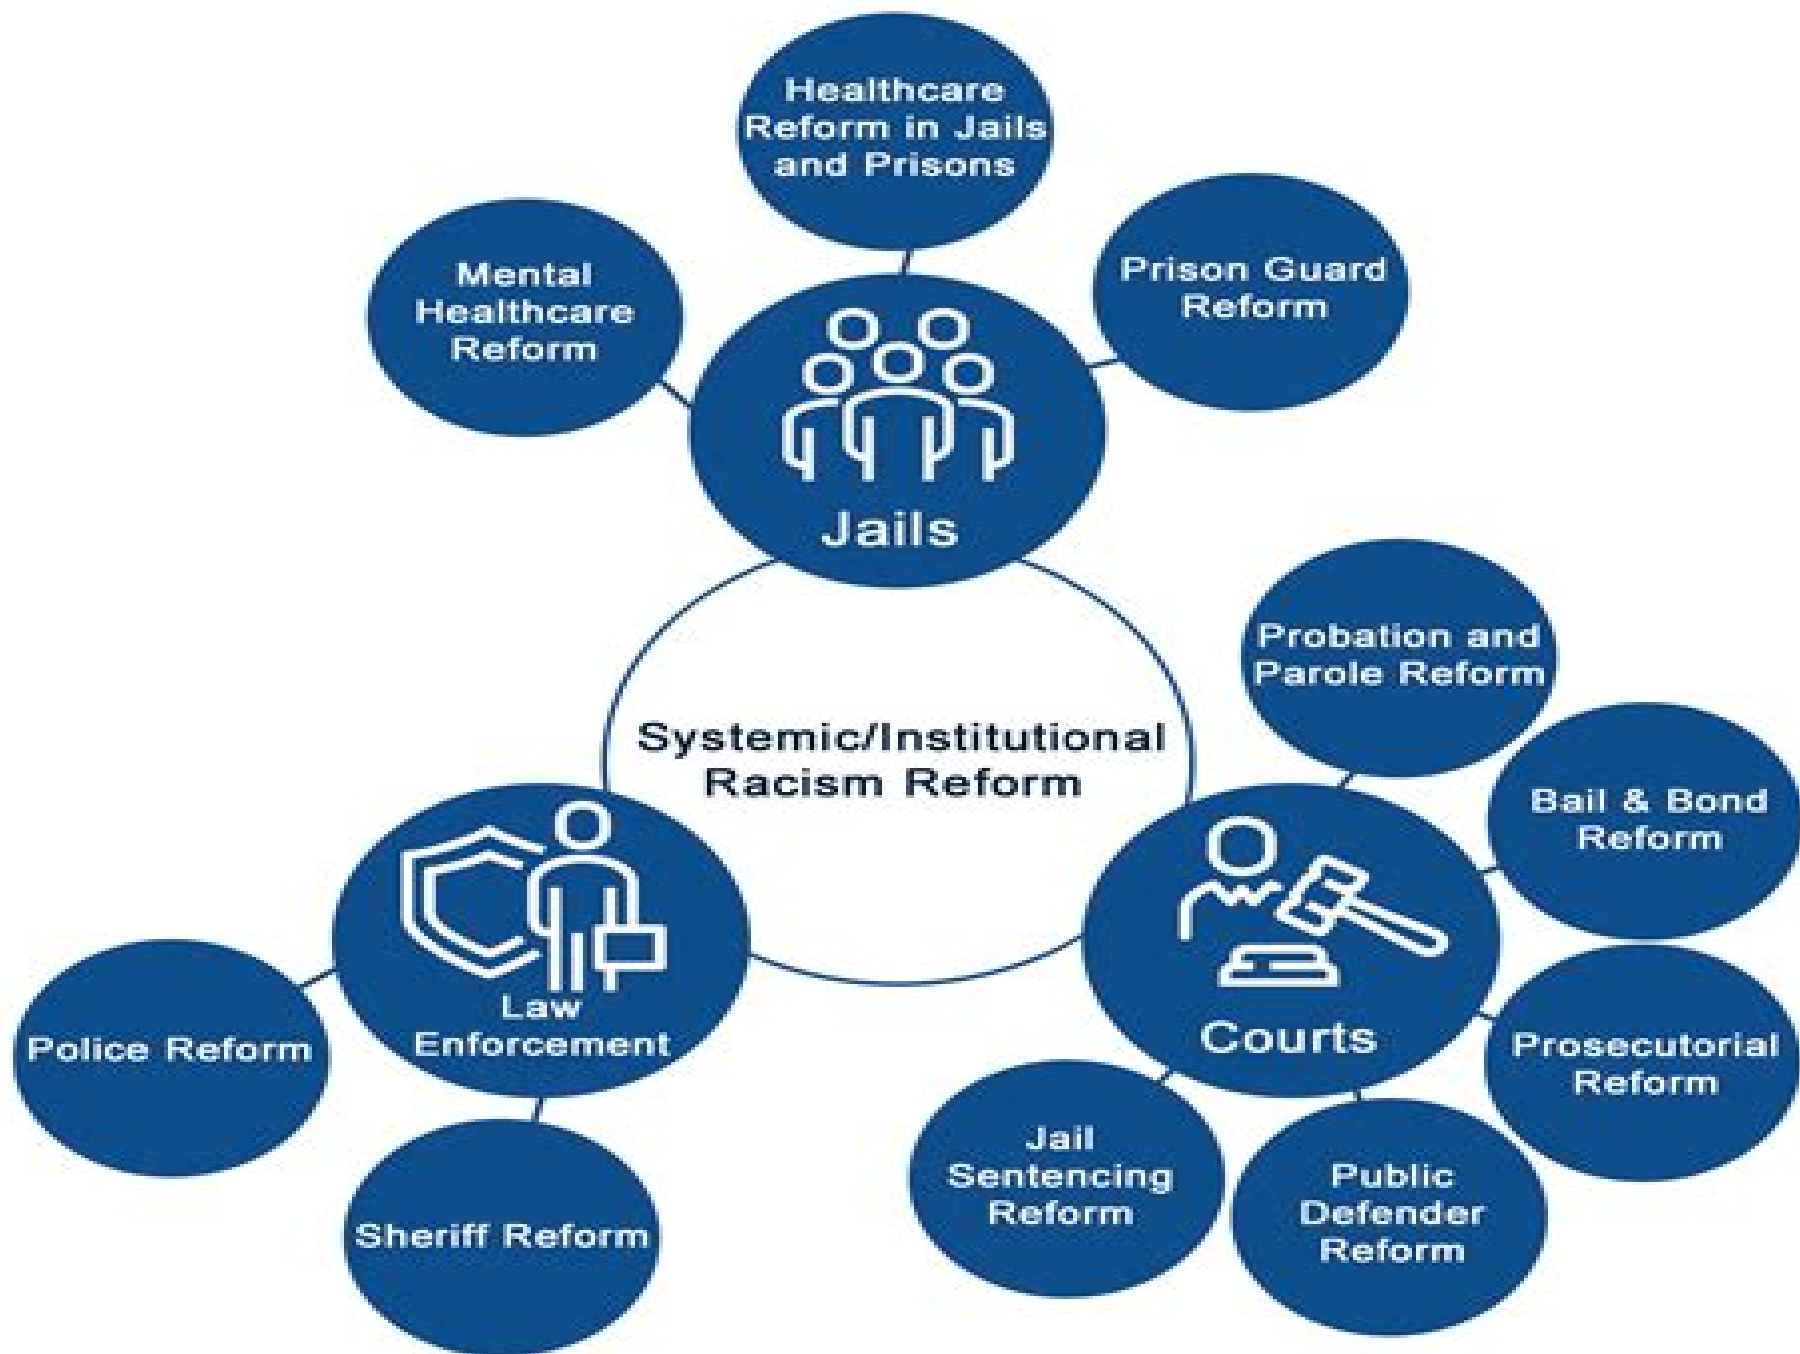 Healthcare
Reform in Jails
and Prisons
Mental
Healthcare
Reform
Prison Guard
Reform
Jails
Systemic/Institutional
Racism Reform
Probation and
Parole Reform
Bail & Bond
Reform
Prosecutorial
Reform
Courts
Public
Defender
Reform
Jail
Sentencing
Reform
Law
Enforcement
Police Reform
Sheriff Reform